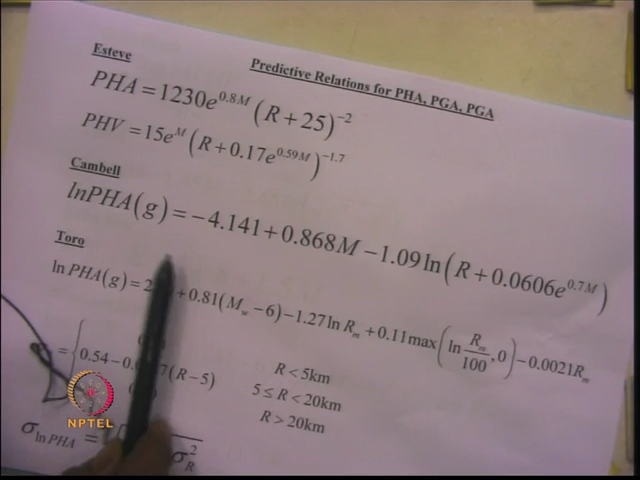 Esteve
Predictive Relations for PHA, PGA, PGA
PHA = 1230e^{0.8M} (R + 25)^{-2}
PHV = 15e^{M} (R + 0.17e^{0.59M})^{-1.7}
Cambell
lnPHA(g) = −4.141 + 0.868M − 1.09 ln(R + 0.0606e^{0.7M})
Toro
ln PHA(g) = 2 + 0.81(M_w − 6) − 1.27 ln R_m + 0.11 max(ln R_m/100, 0) − 0.0021R_m
R < 5km
= { 0.54 − 0. 7(R − 5) 5 ≤ R < 20km
R > 20km
σ_{ln PHA} = σ_R^2
NPTEL